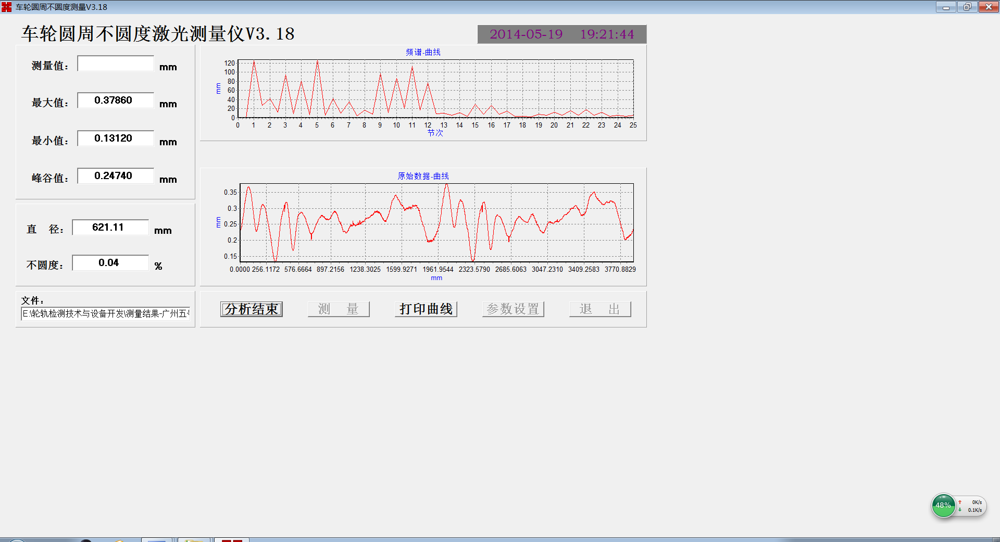 车轮圆周不圆度测量V3.18
车轮圆周不圆度激光测量仪V3.18
2014-05-19 19:21:44
测量值： mm
最大值： 0.37860 mm
最小值： 0.13120 mm
峰谷值： 0.24740 mm
直 径： 621.11 mm
不圆度： 0.04 %
文件：
E:\轮轨检测技术与设备开发\测量结果-广州五
频谱-曲线
mm
120
100
80
60
40
20
0
0 1 2 3 4 5 6 7 8 9 10 11 12 13 14 15 16 17 18 19 20 21 22 23 24 25
节次
原始数据-曲线
mm
0.35
0.3
0.25
0.2
0.15
0.0000 256.1172 576.6664 897.2156 1238.3025 1599.9271 1961.9544 2323.5790 2685.6063 3047.2310 3409.2583 3770.8829
mm
分析结束 测 量 打印曲线 参数设置 退 出
48%
0K/s
0.1K/s